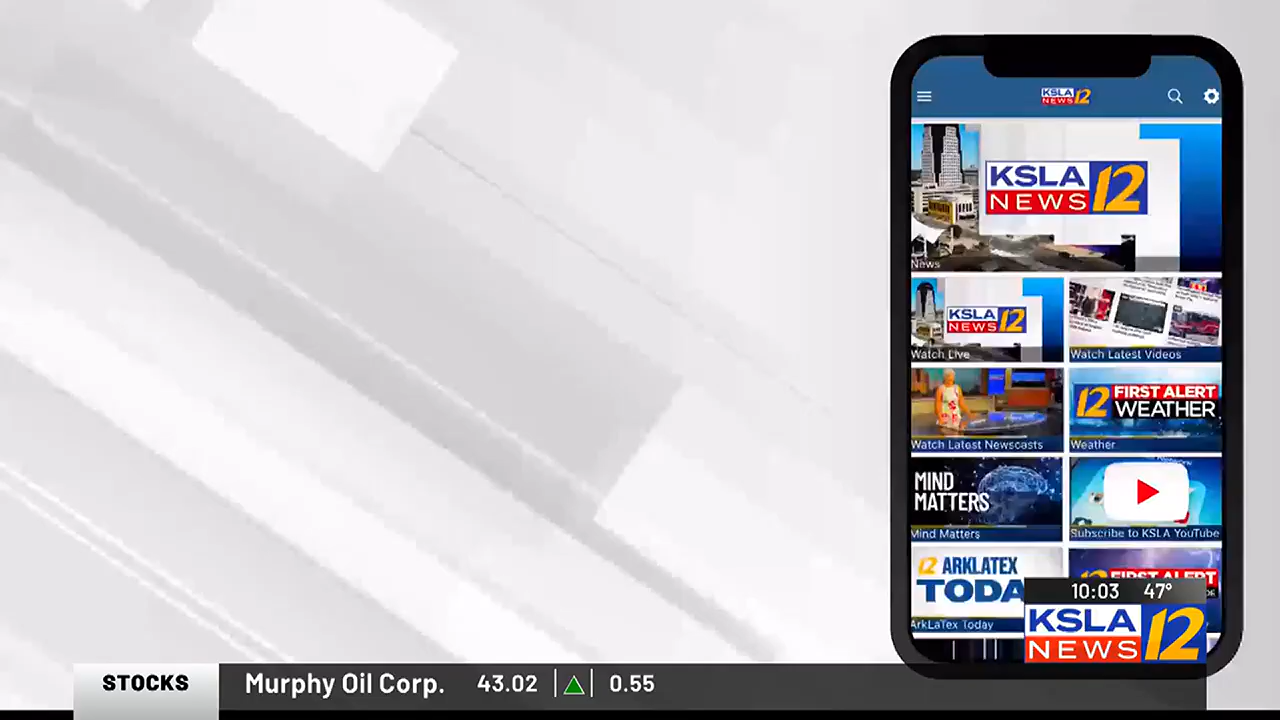 KSLA
NEWS 12
KSLA
NEWS 12
News
KSLA
NEWS 12
Watch Live
Watch Latest Videos
12 FIRST ALERT
WEATHER
Watch Latest Newscasts
Weather
MIND
MATTERS
Mind Matters
Subscribe to KSLA YouTube
12 ARKLATEX
TODA
12 FIRST ALERT
ArkLaTex Today
10:03 47°
KSLA
NEWS 12
STOCKS Murphy Oil Corp. 43.02 0.55